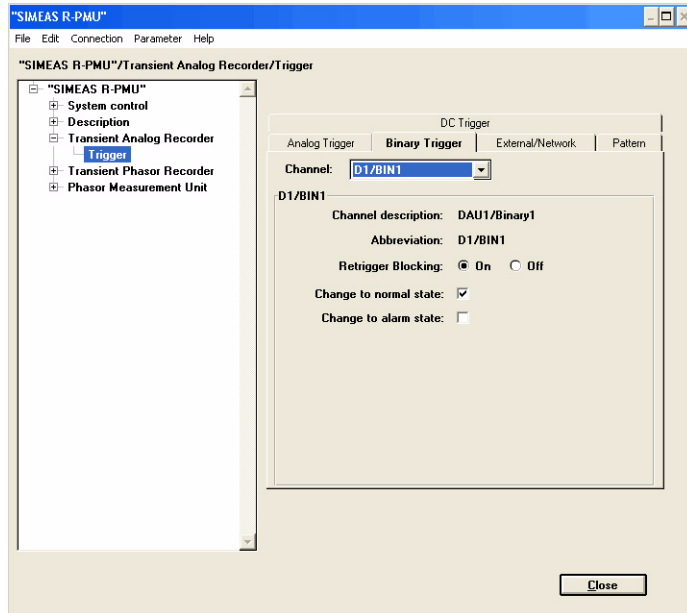 "SIMEAS R-PMU"
File Edit Connection Parameter Help
"SIMEAS R-PMU"/Transient Analog Recorder/Trigger
"SIMEAS R-PMU"
System control
Description
Transient Analog Recorder
Trigger
Transient Phasor Recorder
Phasor Measurement Unit
DC Trigger
Analog Trigger Binary Trigger External/Network Pattern
Channel: D1/BIN1
D1/BIN1
Channel description: DAU1/Binary1
Abbreviation: D1/BIN1
Retrigger Blocking: On Off
Change to normal state:
Change to alarm state:
Close